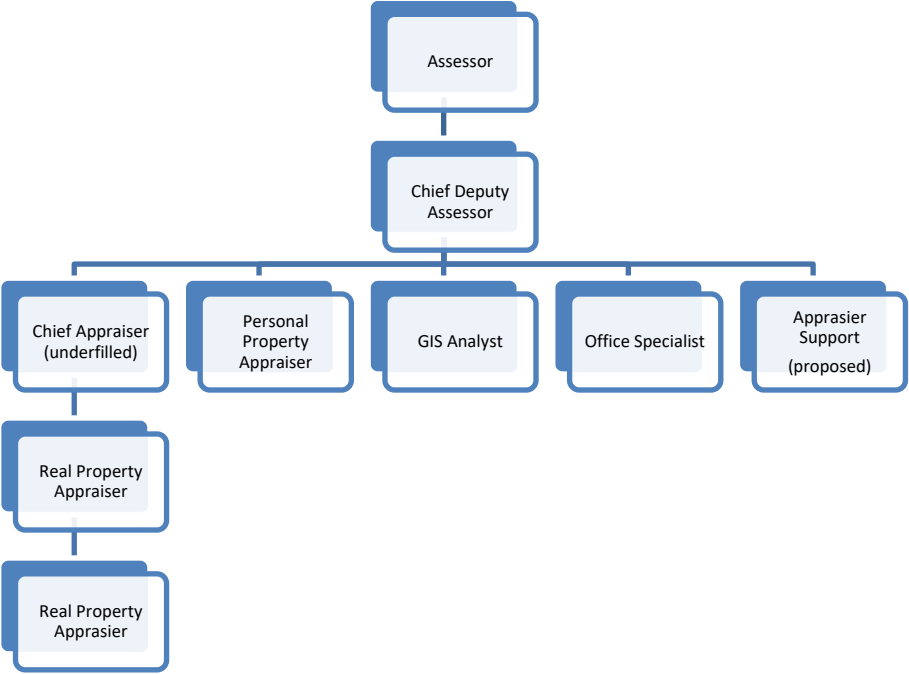 Assessor
Chief Deputy
Assessor
Chief Appraiser
(underfilled)
Personal
Property
Appraiser
GIS Analyst
Office Specialist
Apprasier
Support
(proposed)
Real Property
Appraiser
Real Property
Apprasier